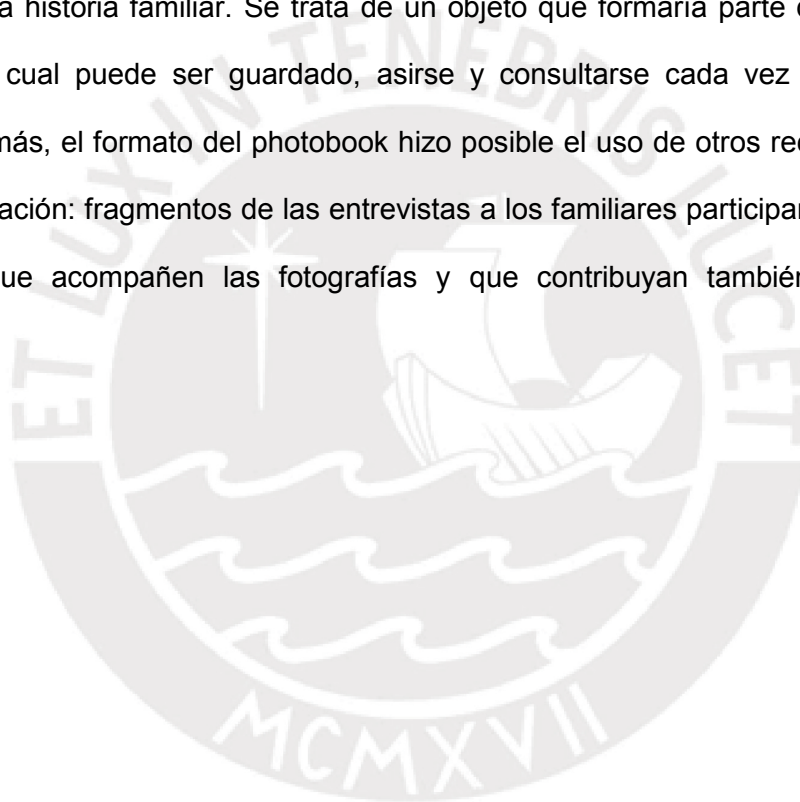 a historia familiar. Se trata de un objeto que formaría parte
cual puede ser guardado, asirse y consultarse cada vez
más, el formato del photobook hizo posible el uso de otros
ación: fragmentos de las entrevistas a los familiares
ue acompañen las fotografías y que contribuyan también
ET LUX IN TENEBRIS LUCET
MCMXVII